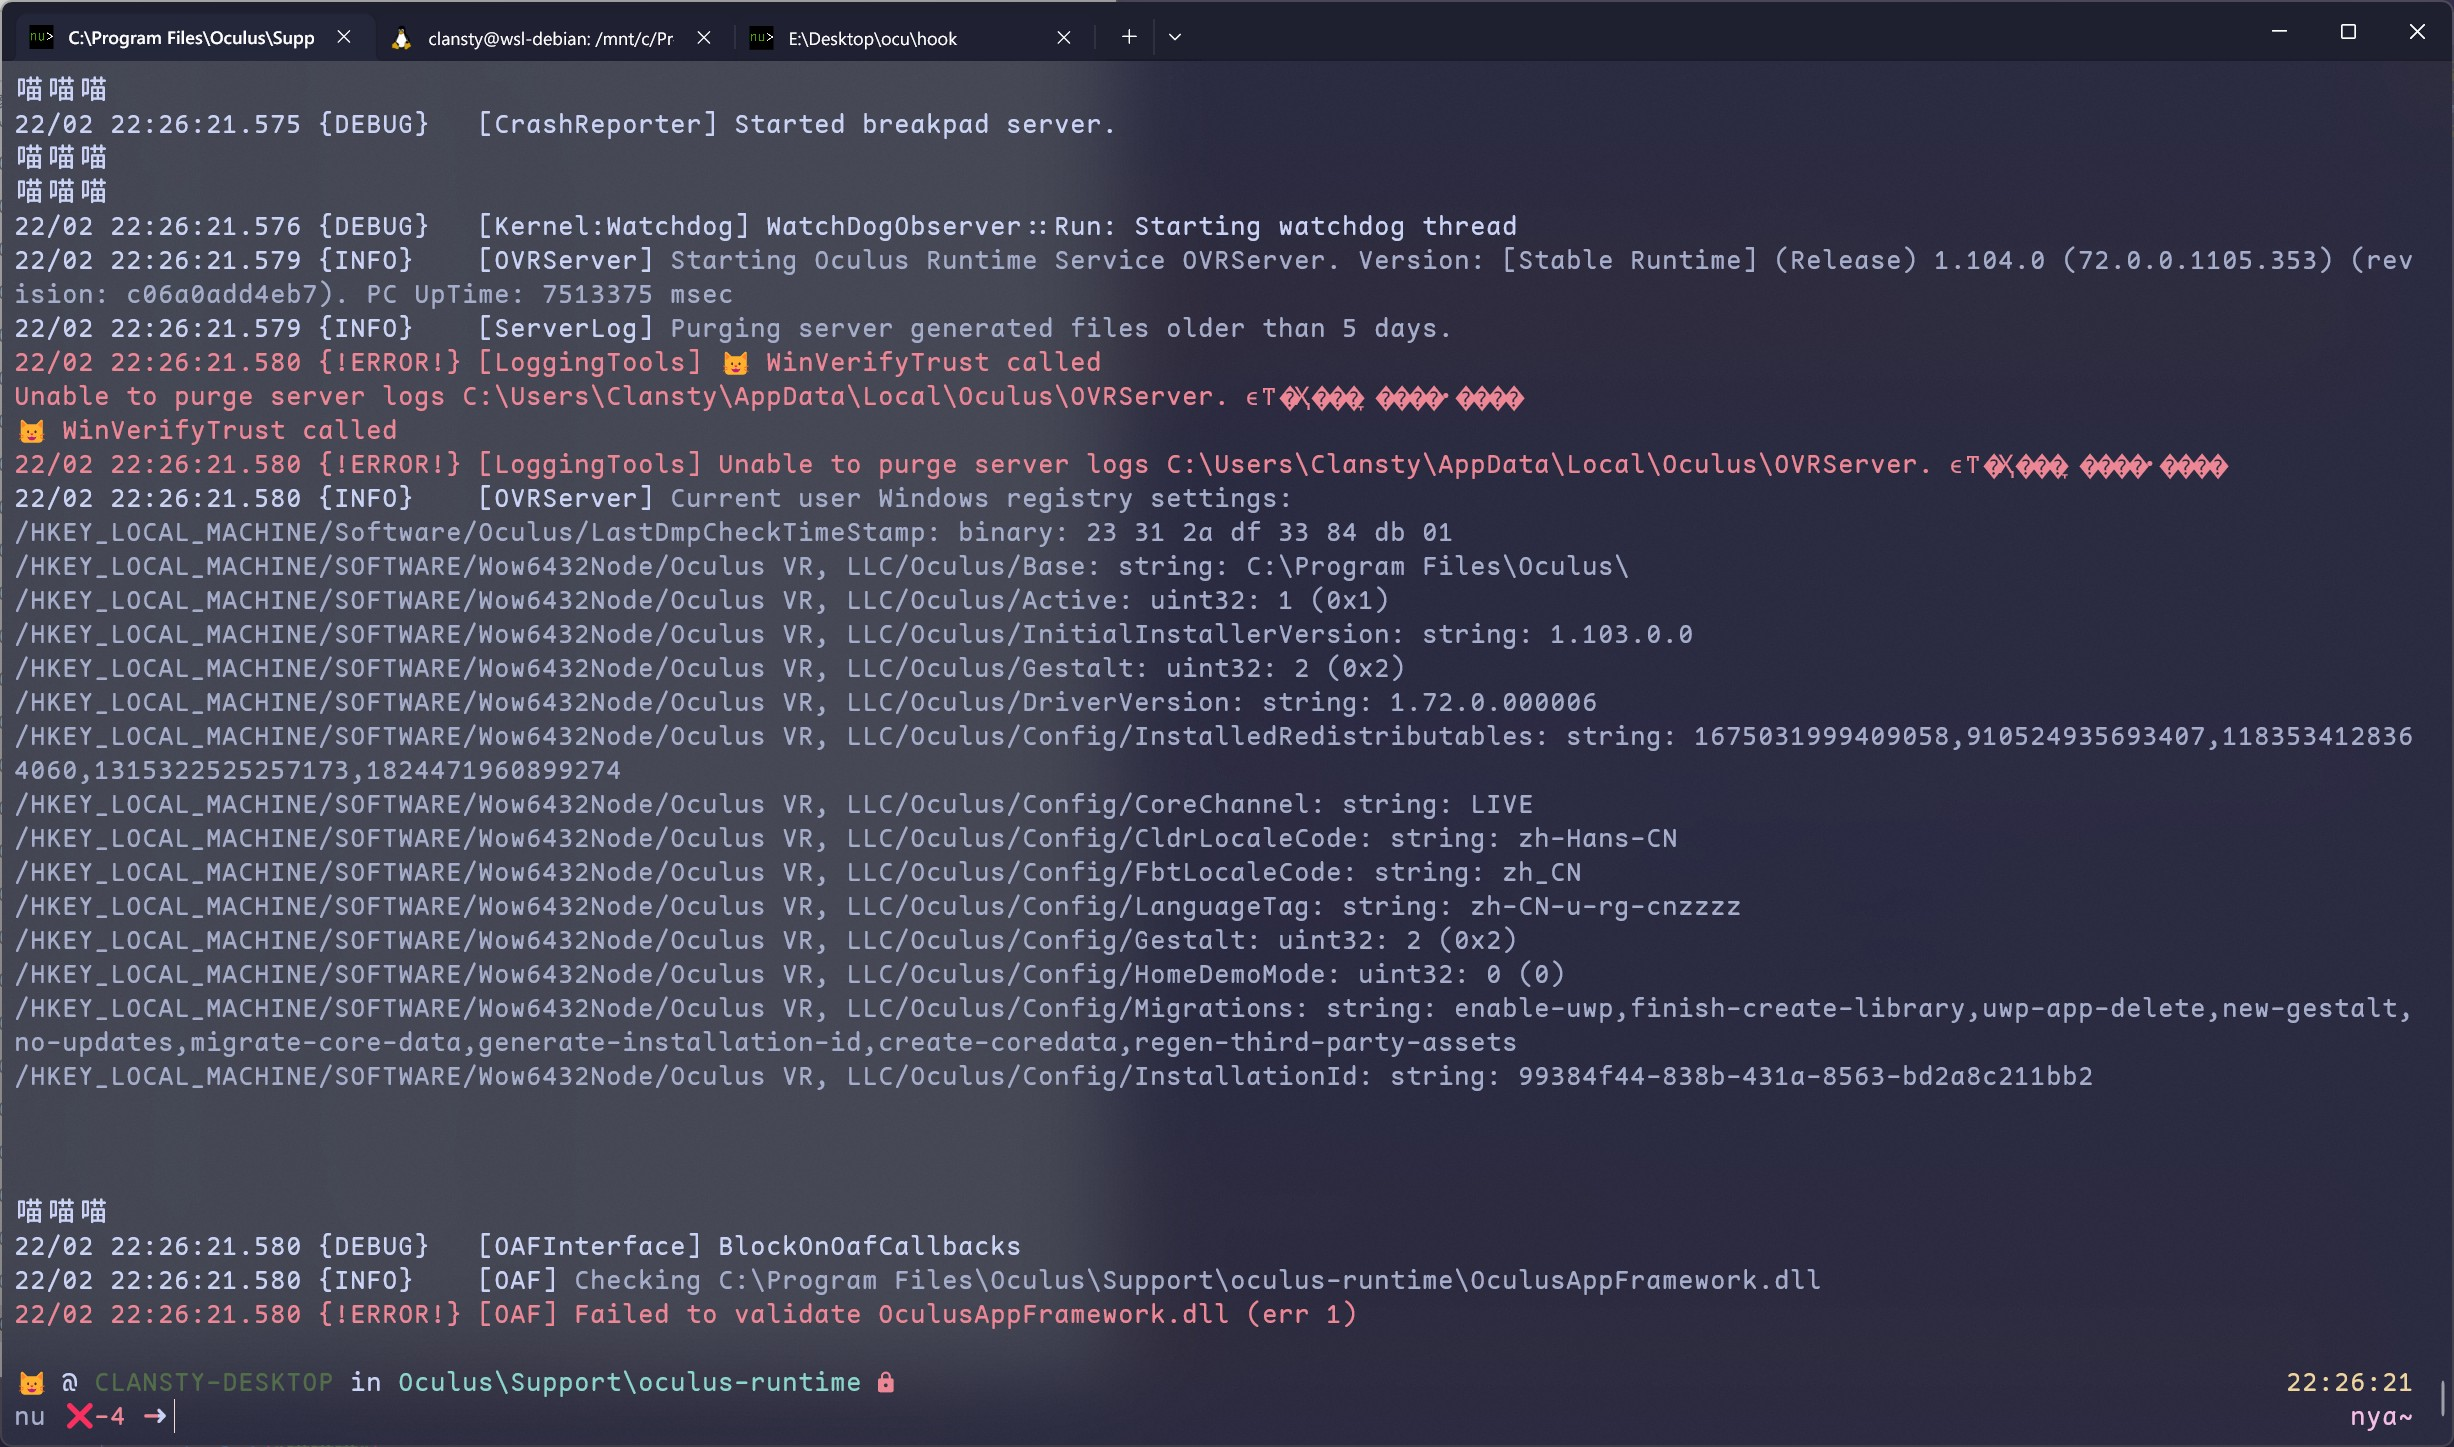 nu> C:\Program Files\Oculus\Supp
clansty@wsl-debian: /mnt/c/Pr
nu> E:\Desktop\ocu\hook
喵喵喵
22/02 22:26:21.575 {DEBUG} [CrashReporter] Started breakpad server.
喵喵喵
喵喵喵
22/02 22:26:21.576 {DEBUG} [Kernel:Watchdog] WatchDogObserver::Run: Starting watchdog thread
22/02 22:26:21.579 {INFO} [OVRServer] Starting Oculus Runtime Service OVRServer. Version: [Stable Runtime] (Release) 1.104.0 (72.0.0.1105.353) (rev
ision: c06a0add4eb7). PC UpTime: 7513375 msec
22/02 22:26:21.579 {INFO} [ServerLog] Purging server generated files older than 5 days.
22/02 22:26:21.580 {!ERROR!} [LoggingTools] 😺 WinVerifyTrust called
Unable to purge server logs C:\Users\Clansty\AppData\Local\Oculus\OVRServer.
😺 WinVerifyTrust called
22/02 22:26:21.580 {!ERROR!} [LoggingTools] Unable to purge server logs C:\Users\Clansty\AppData\Local\Oculus\OVRServer.
22/02 22:26:21.580 {INFO} [OVRServer] Current user Windows registry settings:
/HKEY_LOCAL_MACHINE/Software/Oculus/LastDmpCheckTimeStamp: binary: 23 31 2a df 33 84 db 01
/HKEY_LOCAL_MACHINE/SOFTWARE/Wow6432Node/Oculus VR, LLC/Oculus/Base: string: C:\Program Files\Oculus\
/HKEY_LOCAL_MACHINE/SOFTWARE/Wow6432Node/Oculus VR, LLC/Oculus/Active: uint32: 1 (0x1)
/HKEY_LOCAL_MACHINE/SOFTWARE/Wow6432Node/Oculus VR, LLC/Oculus/InitialInstallerVersion: string: 1.103.0.0
/HKEY_LOCAL_MACHINE/SOFTWARE/Wow6432Node/Oculus VR, LLC/Oculus/Gestalt: uint32: 2 (0x2)
/HKEY_LOCAL_MACHINE/SOFTWARE/Wow6432Node/Oculus VR, LLC/Oculus/DriverVersion: string: 1.72.0.000006
/HKEY_LOCAL_MACHINE/SOFTWARE/Wow6432Node/Oculus VR, LLC/Oculus/Config/InstalledRedistributables: string: 1675031999409058,910524935693407,118353412836
4060,1315322525257173,1824471960899274
/HKEY_LOCAL_MACHINE/SOFTWARE/Wow6432Node/Oculus VR, LLC/Oculus/Config/CoreChannel: string: LIVE
/HKEY_LOCAL_MACHINE/SOFTWARE/Wow6432Node/Oculus VR, LLC/Oculus/Config/CldrLocaleCode: string: zh-Hans-CN
/HKEY_LOCAL_MACHINE/SOFTWARE/Wow6432Node/Oculus VR, LLC/Oculus/Config/FbtLocaleCode: string: zh_CN
/HKEY_LOCAL_MACHINE/SOFTWARE/Wow6432Node/Oculus VR, LLC/Oculus/Config/LanguageTag: string: zh-CN-u-rg-cnzzzz
/HKEY_LOCAL_MACHINE/SOFTWARE/Wow6432Node/Oculus VR, LLC/Oculus/Config/Gestalt: uint32: 2 (0x2)
/HKEY_LOCAL_MACHINE/SOFTWARE/Wow6432Node/Oculus VR, LLC/Oculus/Config/HomeDemoMode: uint32: 0 (0)
/HKEY_LOCAL_MACHINE/SOFTWARE/Wow6432Node/Oculus VR, LLC/Oculus/Config/Migrations: string: enable-uwp,finish-create-library,uwp-app-delete,new-gestalt,
no-updates,migrate-core-data,generate-installation-id,create-coredata,regen-third-party-assets
/HKEY_LOCAL_MACHINE/SOFTWARE/Wow6432Node/Oculus VR, LLC/Oculus/Config/InstallationId: string: 99384f44-838b-431a-8563-bd2a8c211bb2
喵喵喵
22/02 22:26:21.580 {DEBUG} [OAFInterface] BlockOnOafCallbacks
22/02 22:26:21.580 {INFO} [OAF] Checking C:\Program Files\Oculus\Support\oculus-runtime\OculusAppFramework.dll
22/02 22:26:21.580 {!ERROR!} [OAF] Failed to validate OculusAppFramework.dll (err 1)
😺 @ CLANSTY-DESKTOP in Oculus\Support\oculus-runtime 🔒 22:26:21
nu ❌-4 → nya~